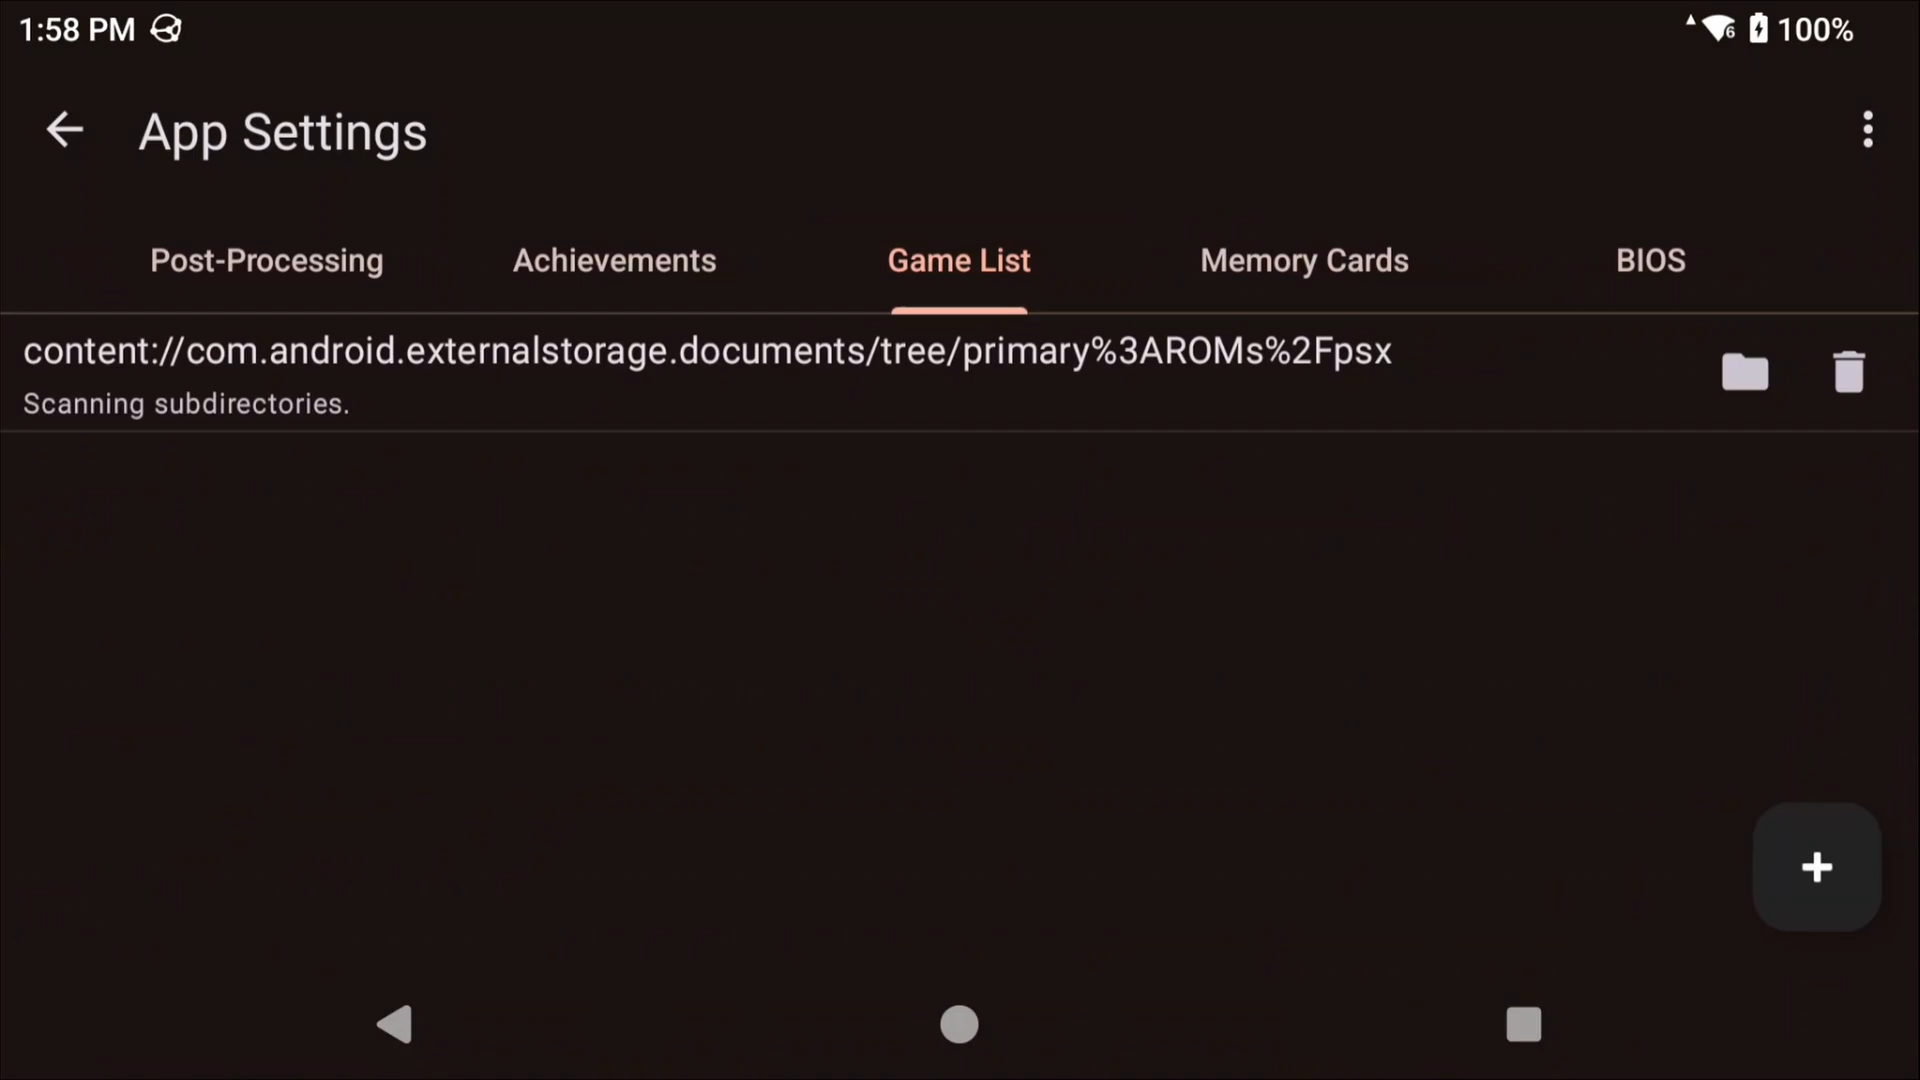 1:58 PM
6 100%
App Settings
Post-Processing Achievements Game List Memory Cards BIOS
content://com.android.externalstorage.documents/tree/primary%3AROMs%2Fpsx
Scanning subdirectories.